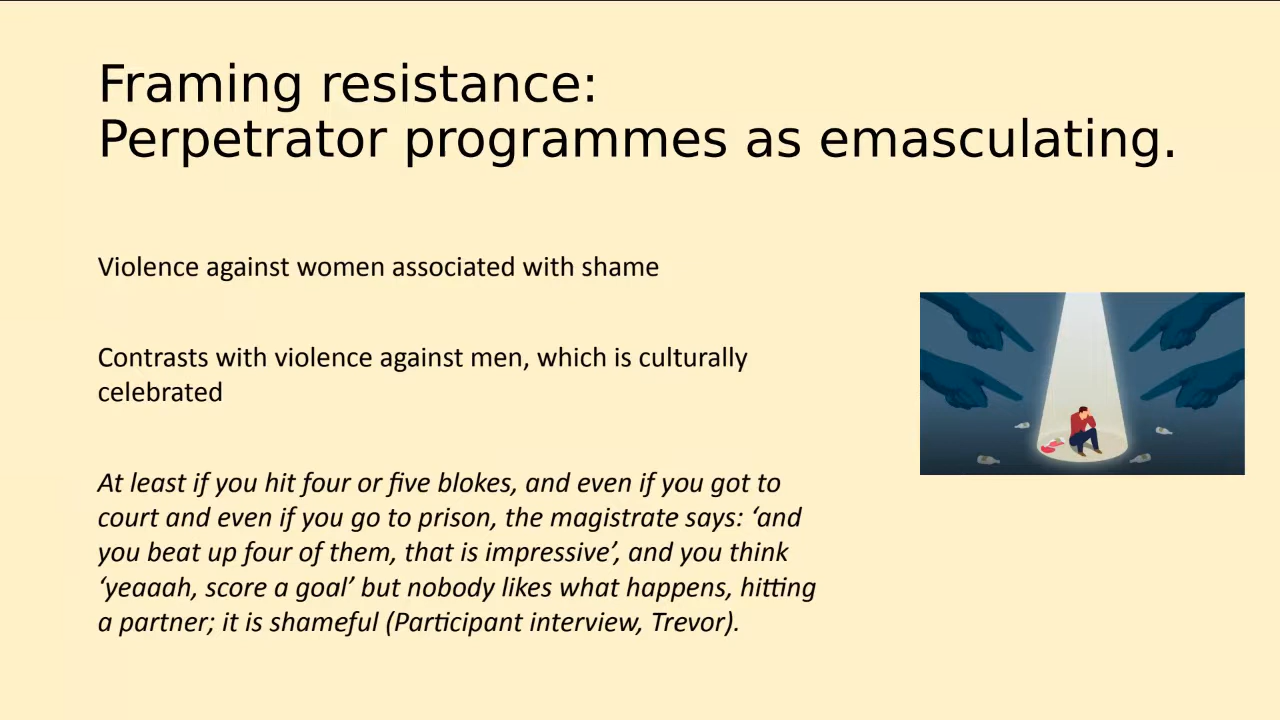 Framing resistance:
Perpetrator programmes as emasculating.
Violence against women associated with shame
Contrasts with violence against men, which is culturally
celebrated
At least if you hit four or five blokes, and even if you got to
court and even if you go to prison, the magistrate says: ‘and
you beat up four of them, that is impressive’, and you think
‘yeaaah, score a goal’ but nobody likes what happens, hitting
a partner; it is shameful (Participant interview, Trevor).